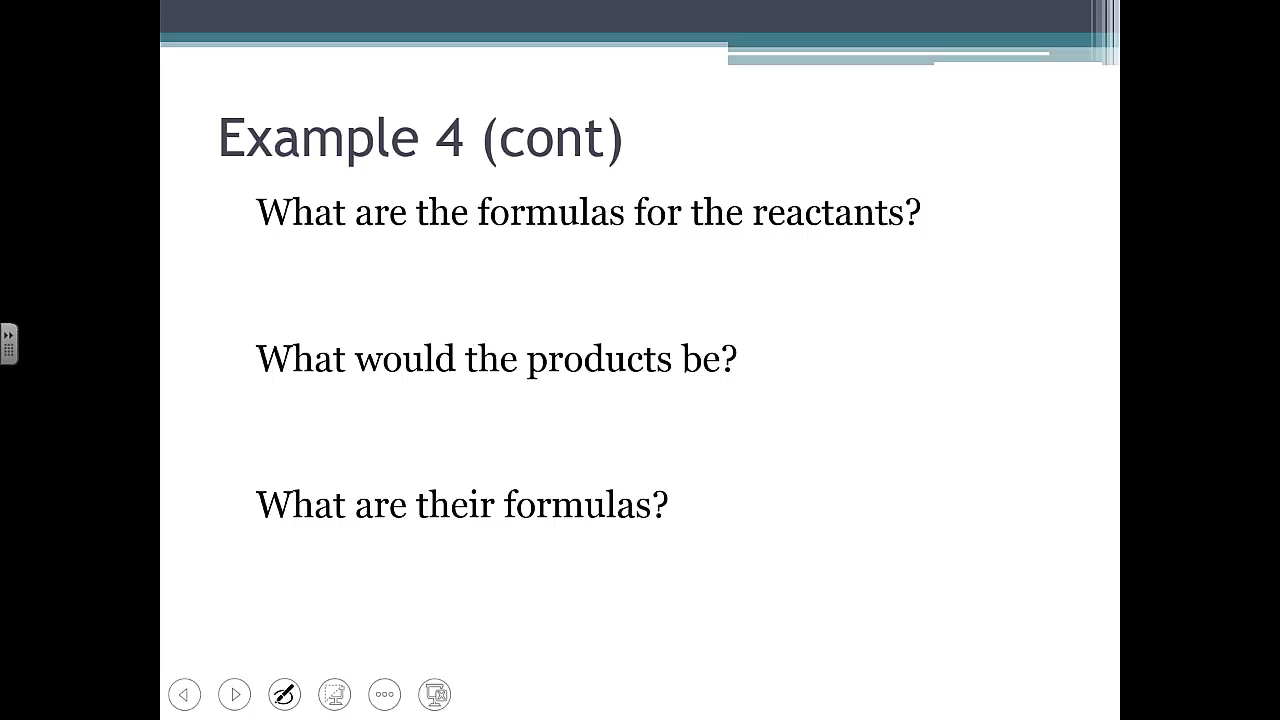 Example 4 (cont)
What are the formulas for the reactants?
What would the products be?
What are their formulas?